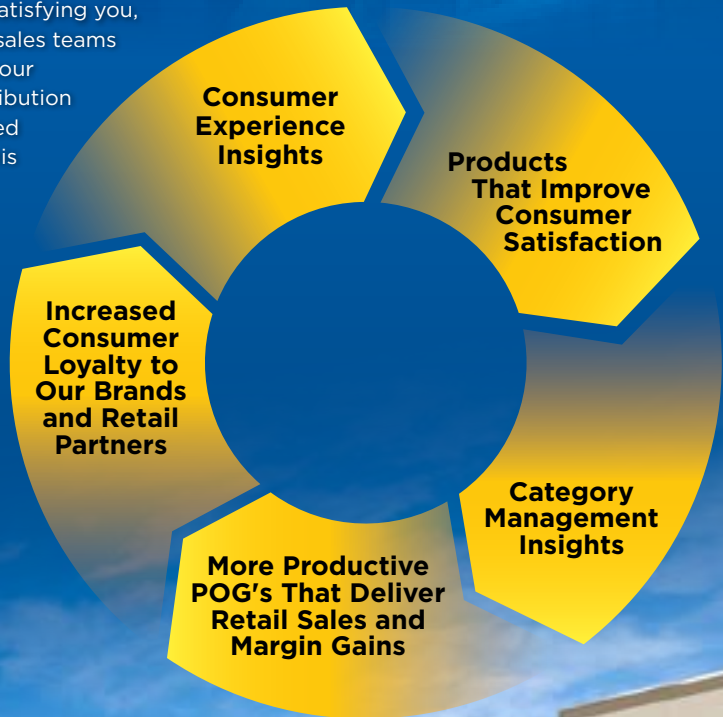 atisfying you,
sales teams
our
ibution
ed
is
Consumer
Experience
Insights
Products
That Improve
Consumer
Satisfaction
Category
Management
Insights
More Productive
POG's That Deliver
Retail Sales and
Margin Gains
Increased
Consumer
Loyalty to
Our Brands
and Retail
Partners